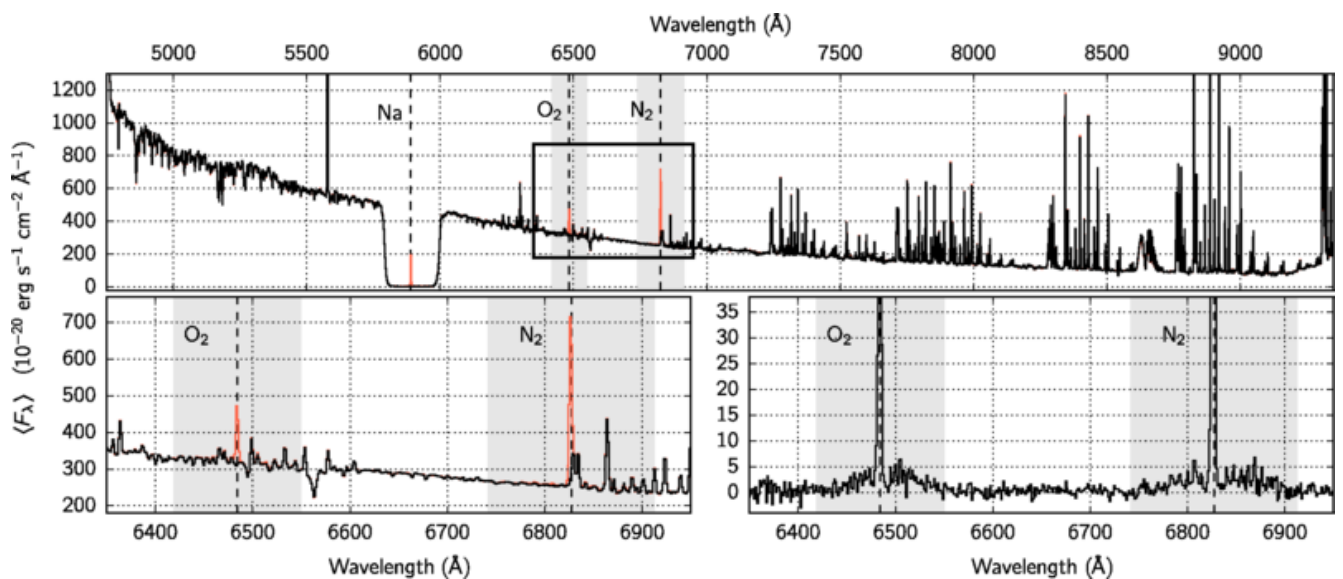 Wavelength (Å)
5000 5500 6000 6500 7000 7500 8000 8500 9000
1200
1000
800
600
400
200
0
Na
O₂
N₂
⟨Fλ⟩ (10⁻²⁰ erg s⁻¹ cm⁻² Å⁻¹)
700
600
500
400
300
200
O₂
N₂
6400 6500 6600 6700 6800 6900
Wavelength (Å)
35
30
25
20
15
10
5
0
O₂
N₂
6400 6500 6600 6700 6800 6900
Wavelength (Å)